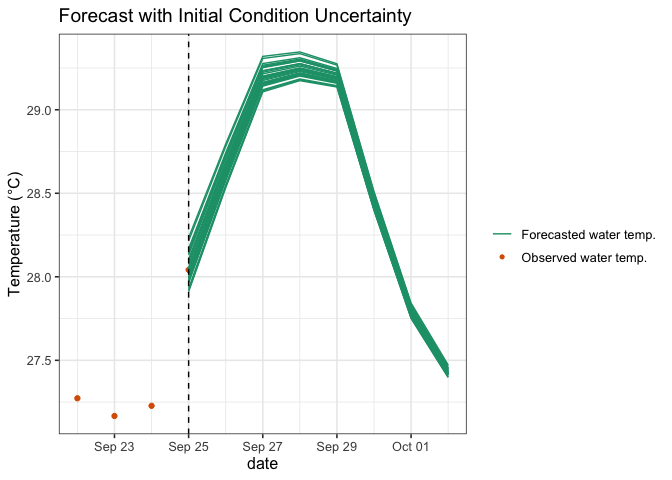 Forecast with Initial Condition Uncertainty
Temperature (°C)
29.0
28.5
28.0
27.5
Sep 23
Sep 25
Sep 27
Sep 29
Oct 01
date
Forecasted water temp.
Observed water temp.